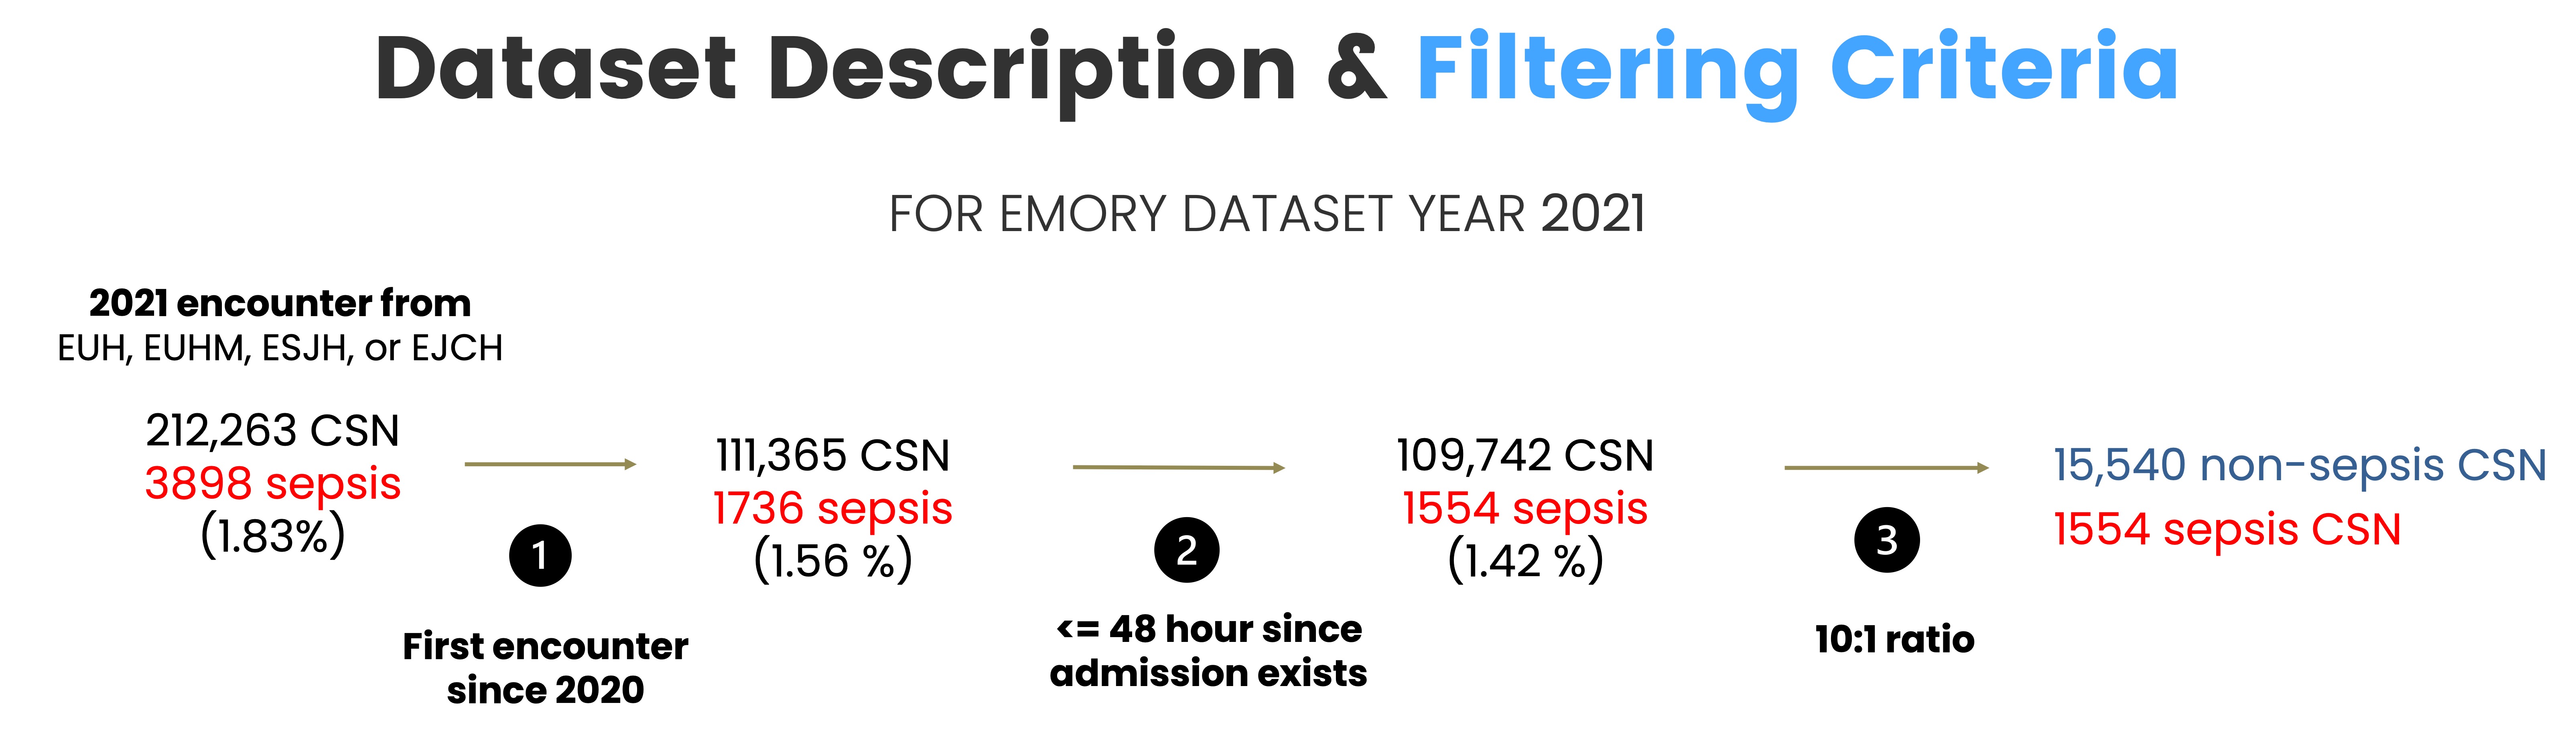 Dataset Description & Filtering Criteria
FOR EMORY DATASET YEAR 2021
2021 encounter from
EUH, EUHM, ESJH, or EJCH
212,263 CSN
3898 sepsis
(1.83%)
1
First encounter
since 2020
111,365 CSN
1736 sepsis
(1.56 %)
2
<= 48 hour since
admission exists
109,742 CSN
1554 sepsis
(1.42 %)
3
10:1 ratio
15,540 non-sepsis CSN
1554 sepsis CSN